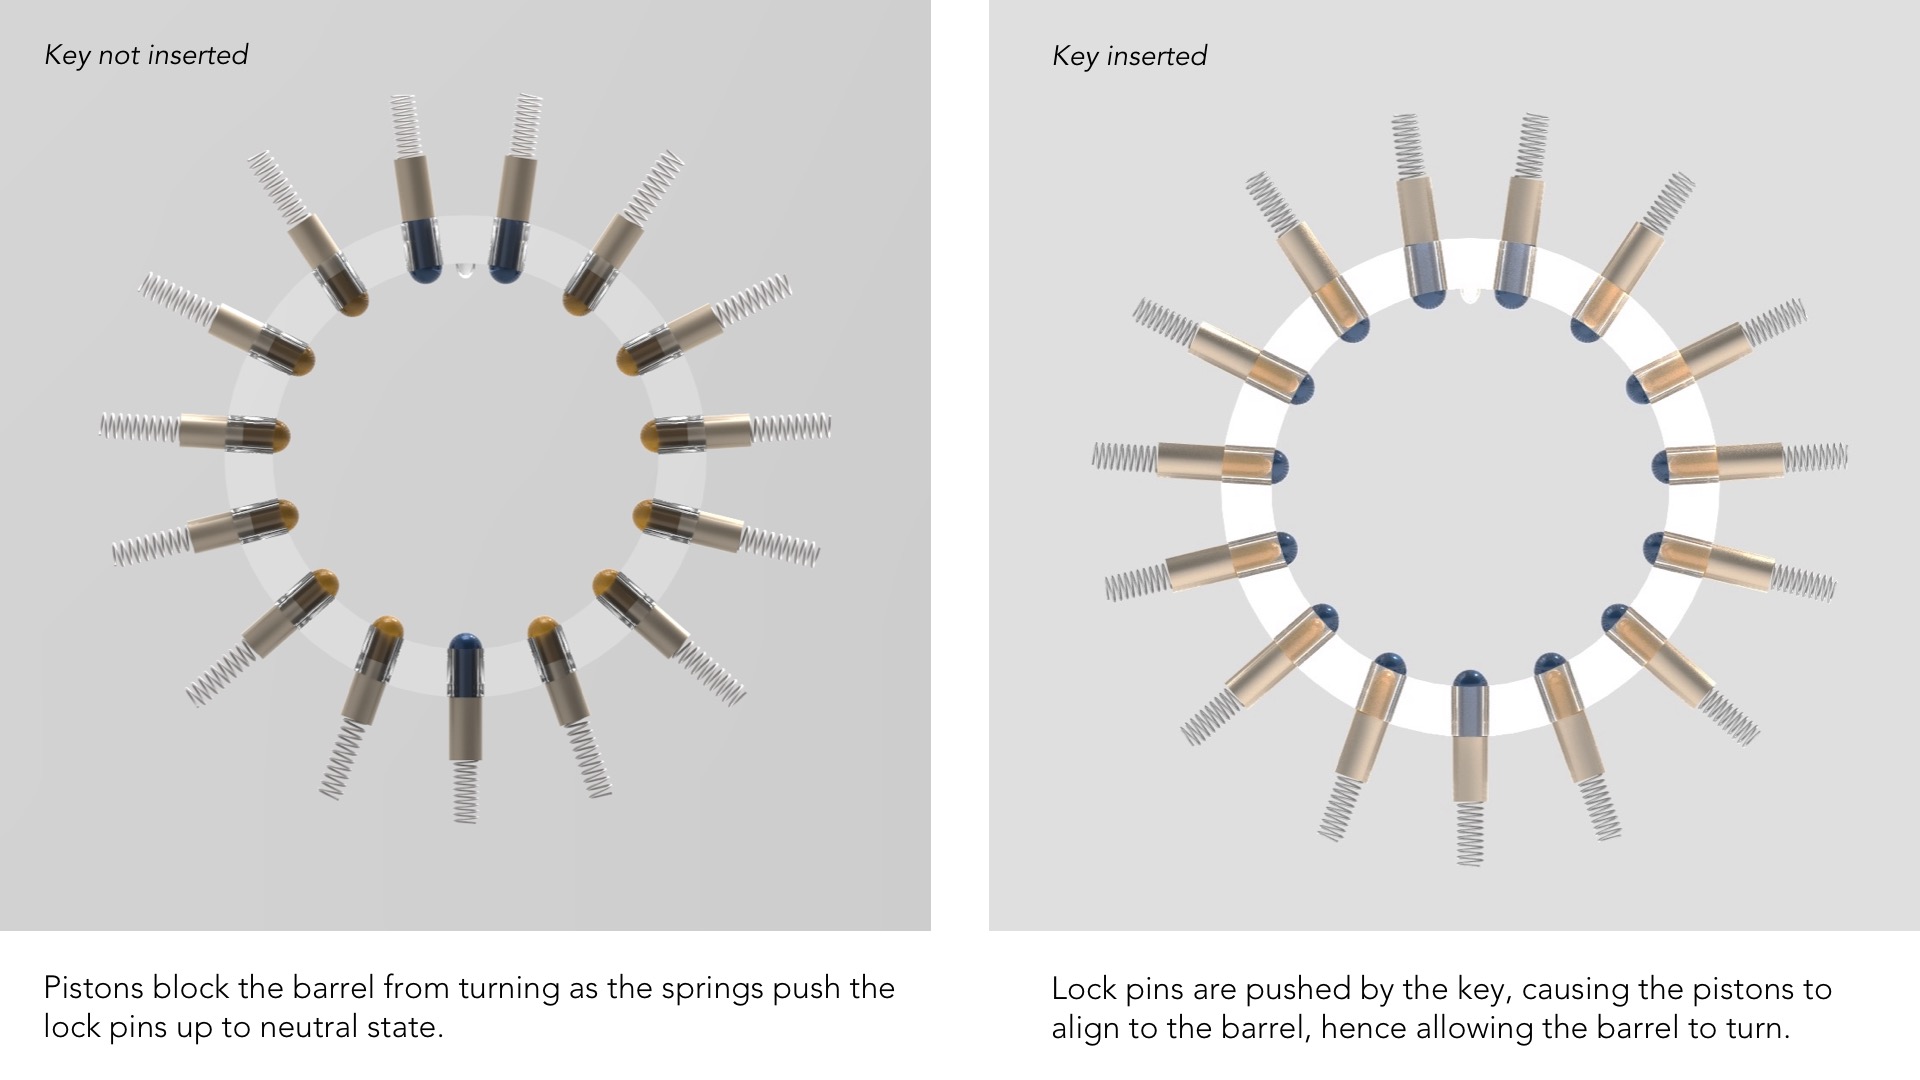 Key not inserted
Pistons block the barrel from turning as the springs push the
lock pins up to neutral state.
Key inserted
Lock pins are pushed by the key, causing the pistons to
align to the barrel, hence allowing the barrel to turn.